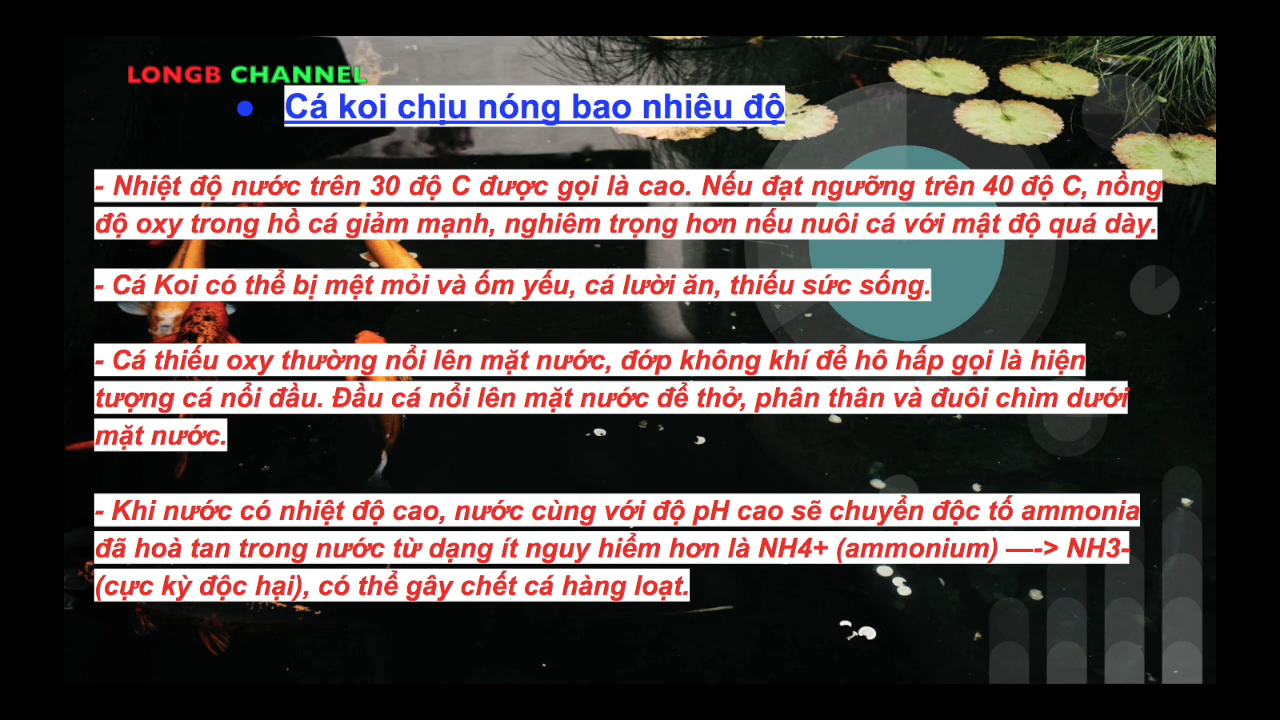 LONGB CHANNEL
● Cá koi chịu nóng bao nhiêu độ
- Nhiệt độ nước trên 30 độ C được gọi là cao. Nếu đạt ngưỡng trên 40 độ C, nồng
độ oxy trong hồ cá giảm mạnh, nghiêm trọng hơn nếu nuôi cá với mật độ quá dày.
- Cá Koi có thể bị mệt mỏi và ốm yếu, cá lười ăn, thiếu sức sống.
- Cá thiếu oxy thường nổi lên mặt nước, đớp không khí để hô hấp gọi là hiện
tượng cá nổi đầu. Đầu cá nổi lên mặt nước để thở, phân thân và đuôi chìm dưới
mặt nước.
- Khi nước có nhiệt độ cao, nước cùng với độ pH cao sẽ chuyển độc tố ammonia
đã hoà tan trong nước từ dạng ít nguy hiểm hơn là NH4+ (ammonium) —-> NH3-
(cực kỳ độc hại), có thể gây chết cá hàng loạt.